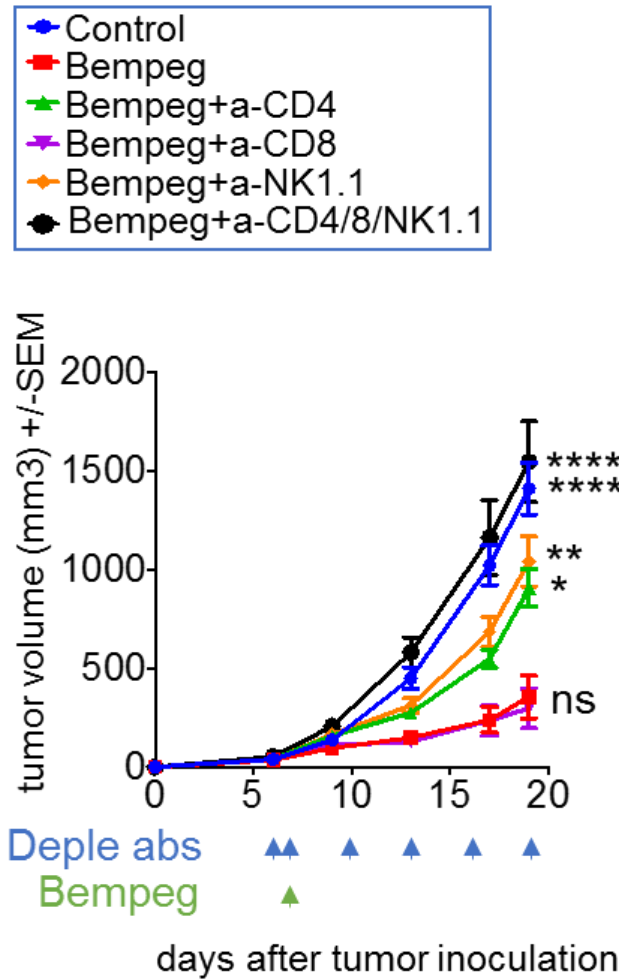 Control
Bempeg
Bempeg+a-CD4
Bempeg+a-CD8
Bempeg+a-NK1.1
Bempeg+a-CD4/8/NK1.1
tumor volume (mm3) +/-SEM
2000
1500
1000
500
0
****
****
**
*
ns
0 5 10 15 20
Deple abs
Bempeg
days after tumor inoculation